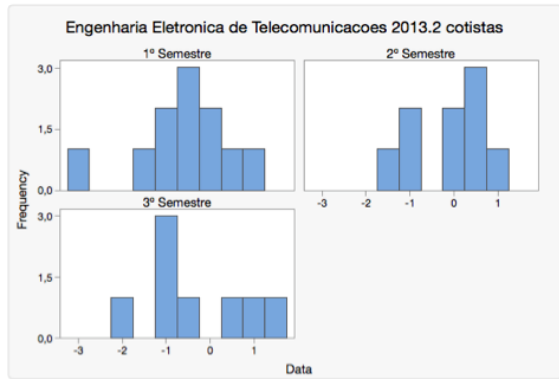 Engenharia Eletronica de Telecomunicacoes 2013.2 cotistas
1º Semestre
2º Semestre
3,0
1,5
0,0
-3 -2 -1 0 1
3º Semestre
3,0
1,5
0,0
-3 -2 -1 0 1
Frequency
Data